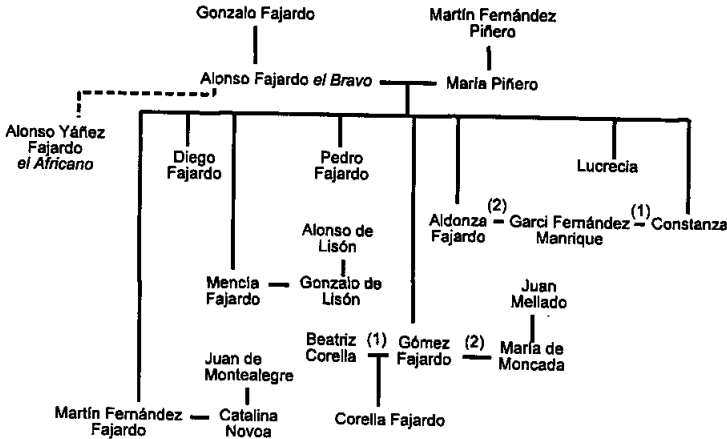 Gonzalo Fajardo
Martín Fernández
Piñero
Alonso Fajardo el Bravo
María Piñero
Alonso Yáñez
Fajardo
el Africano
Diego
Fajardo
Pedro
Fajardo
Lucrecia
Aldonza
Fajardo
(2)
Garci Fernández
Manrique
(1)
Constanza
Alonso de
Lisón
Mencía
Fajardo
Gonzalo de
Lisón
Juan
Mellado
Beatriz
Corella
(1)
Gómez
Fajardo
(2)
María de
Moncada
Juan de
Montealegre
Martín Fernández
Fajardo
Catalina
Novoa
Corella Fajardo